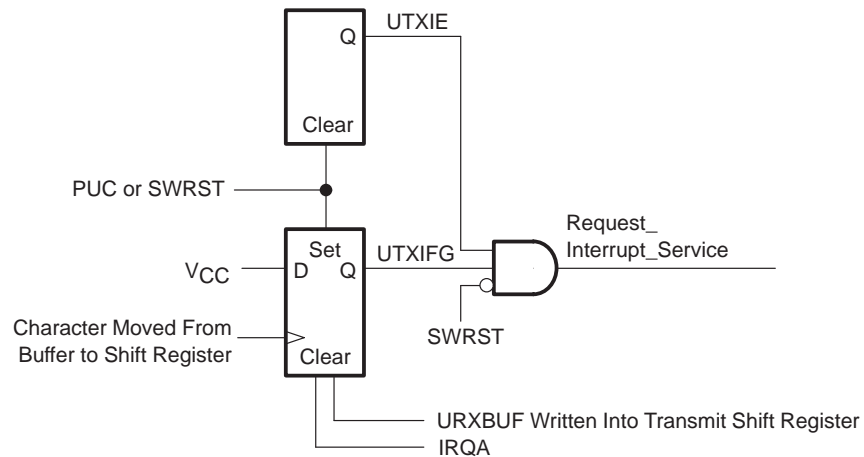 UTXIE
Q
Clear
PUC or SWRST
Set
Request_
Interrupt_Service
UTXIFG
VCC
D
Q
Character Moved From
Buffer to Shift Register
SWRST
Clear
URXBUF Written Into Transmit Shift Register
IRQA